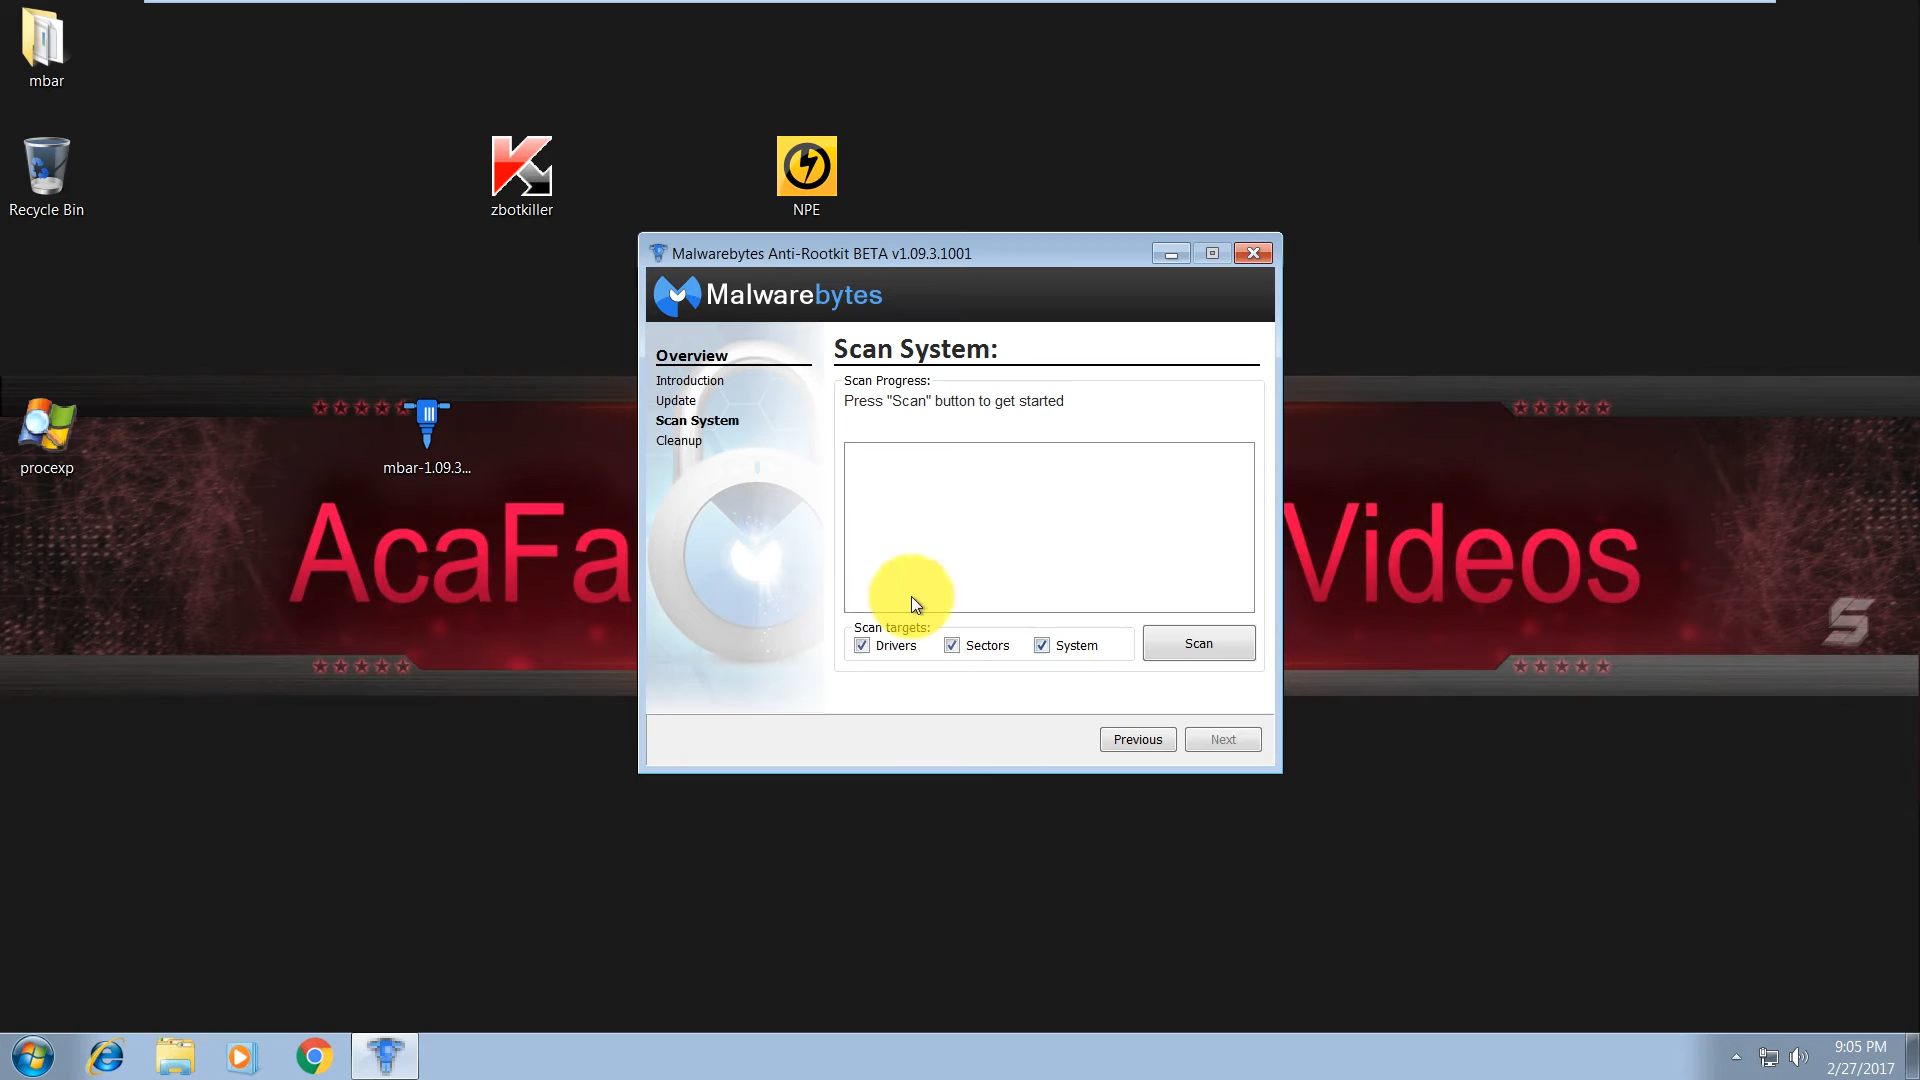 mbar
Recycle Bin
zbotkiller
NPE
Malwarebytes Anti-Rootkit BETA v1.09.3.1001
Malwarebytes
Overview
Introduction
Update
Scan System
Cleanup
Scan System:
Scan Progress:
Press "Scan" button to get started
Scan targets:
Drivers
Sectors
System
Scan
Previous
Next
procexp
mbar-1.09.3...
AcaFa
Videos
9:05 PM
2/27/2017